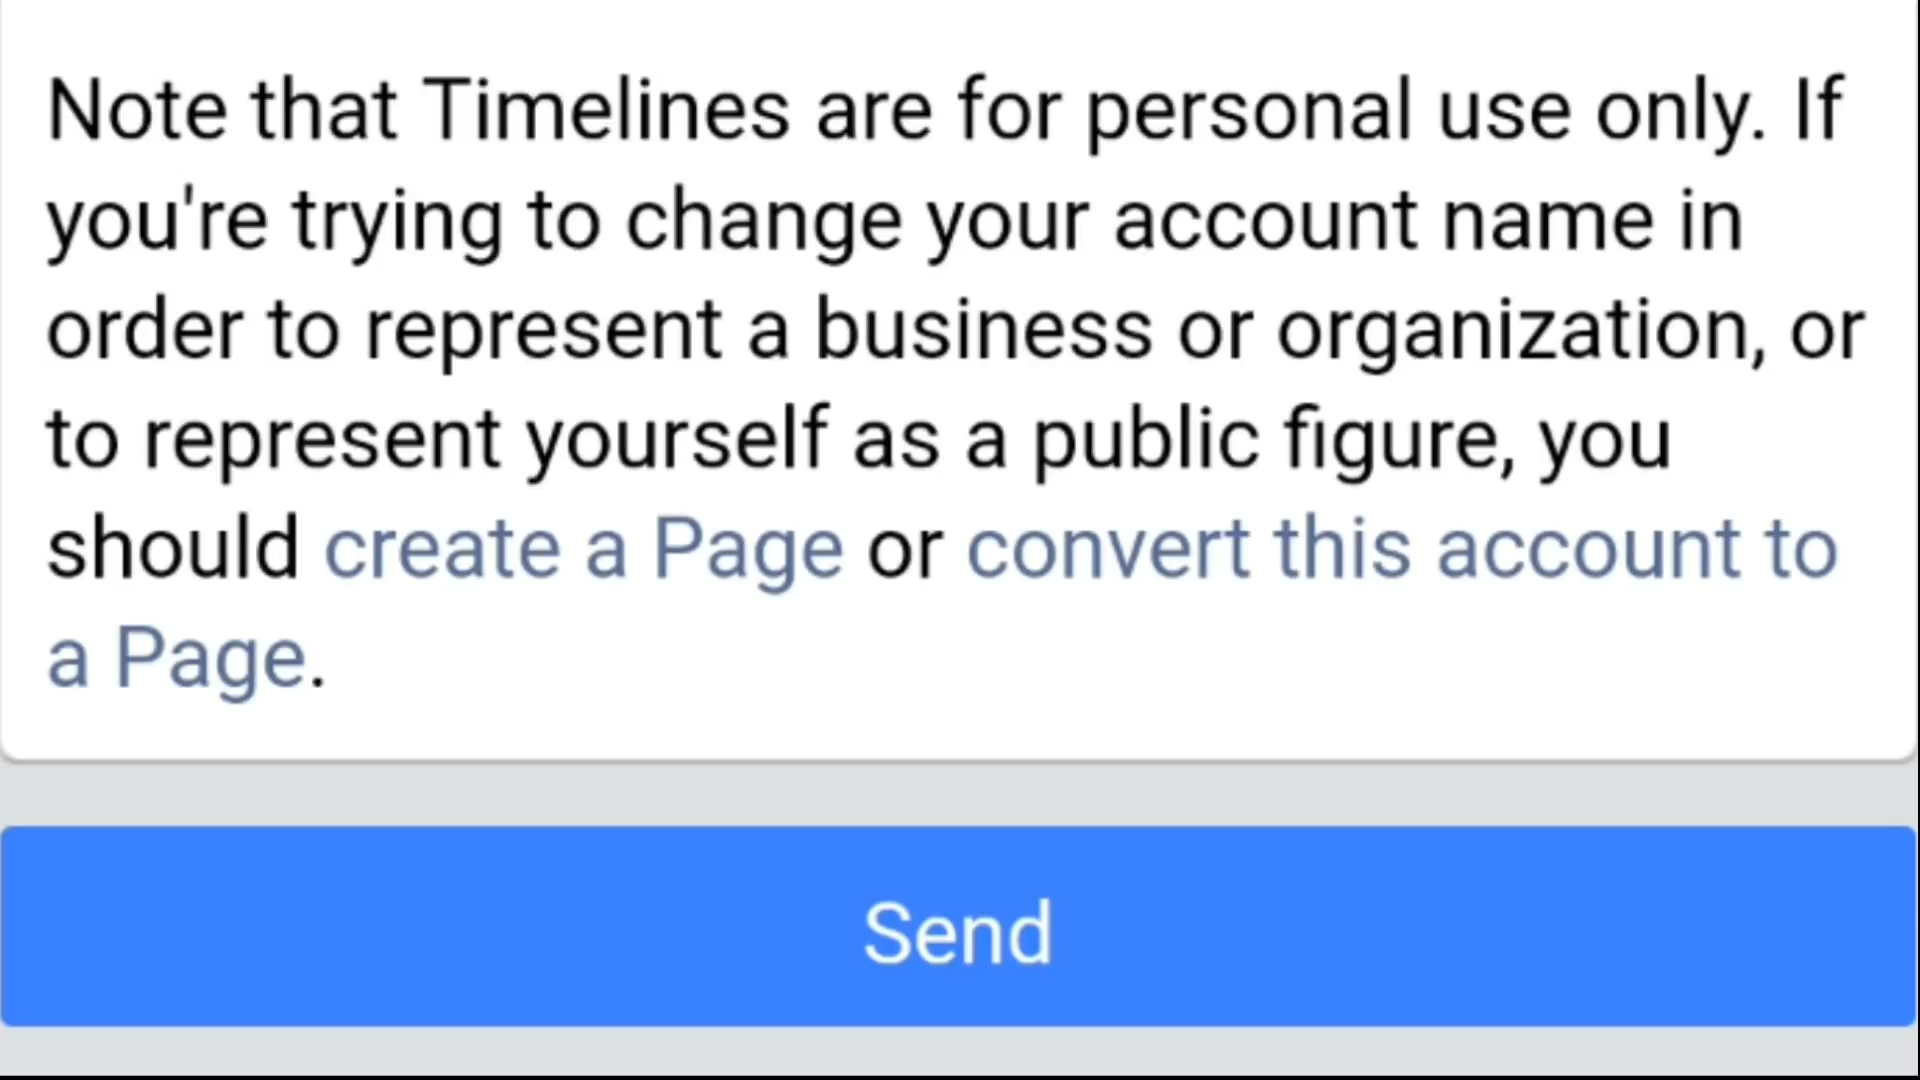 Note that Timelines are for personal use only. If
you're trying to change your account name in
order to represent a business or organization, or
to represent yourself as a public figure, you
should create a Page or convert this account to
a Page.
Send